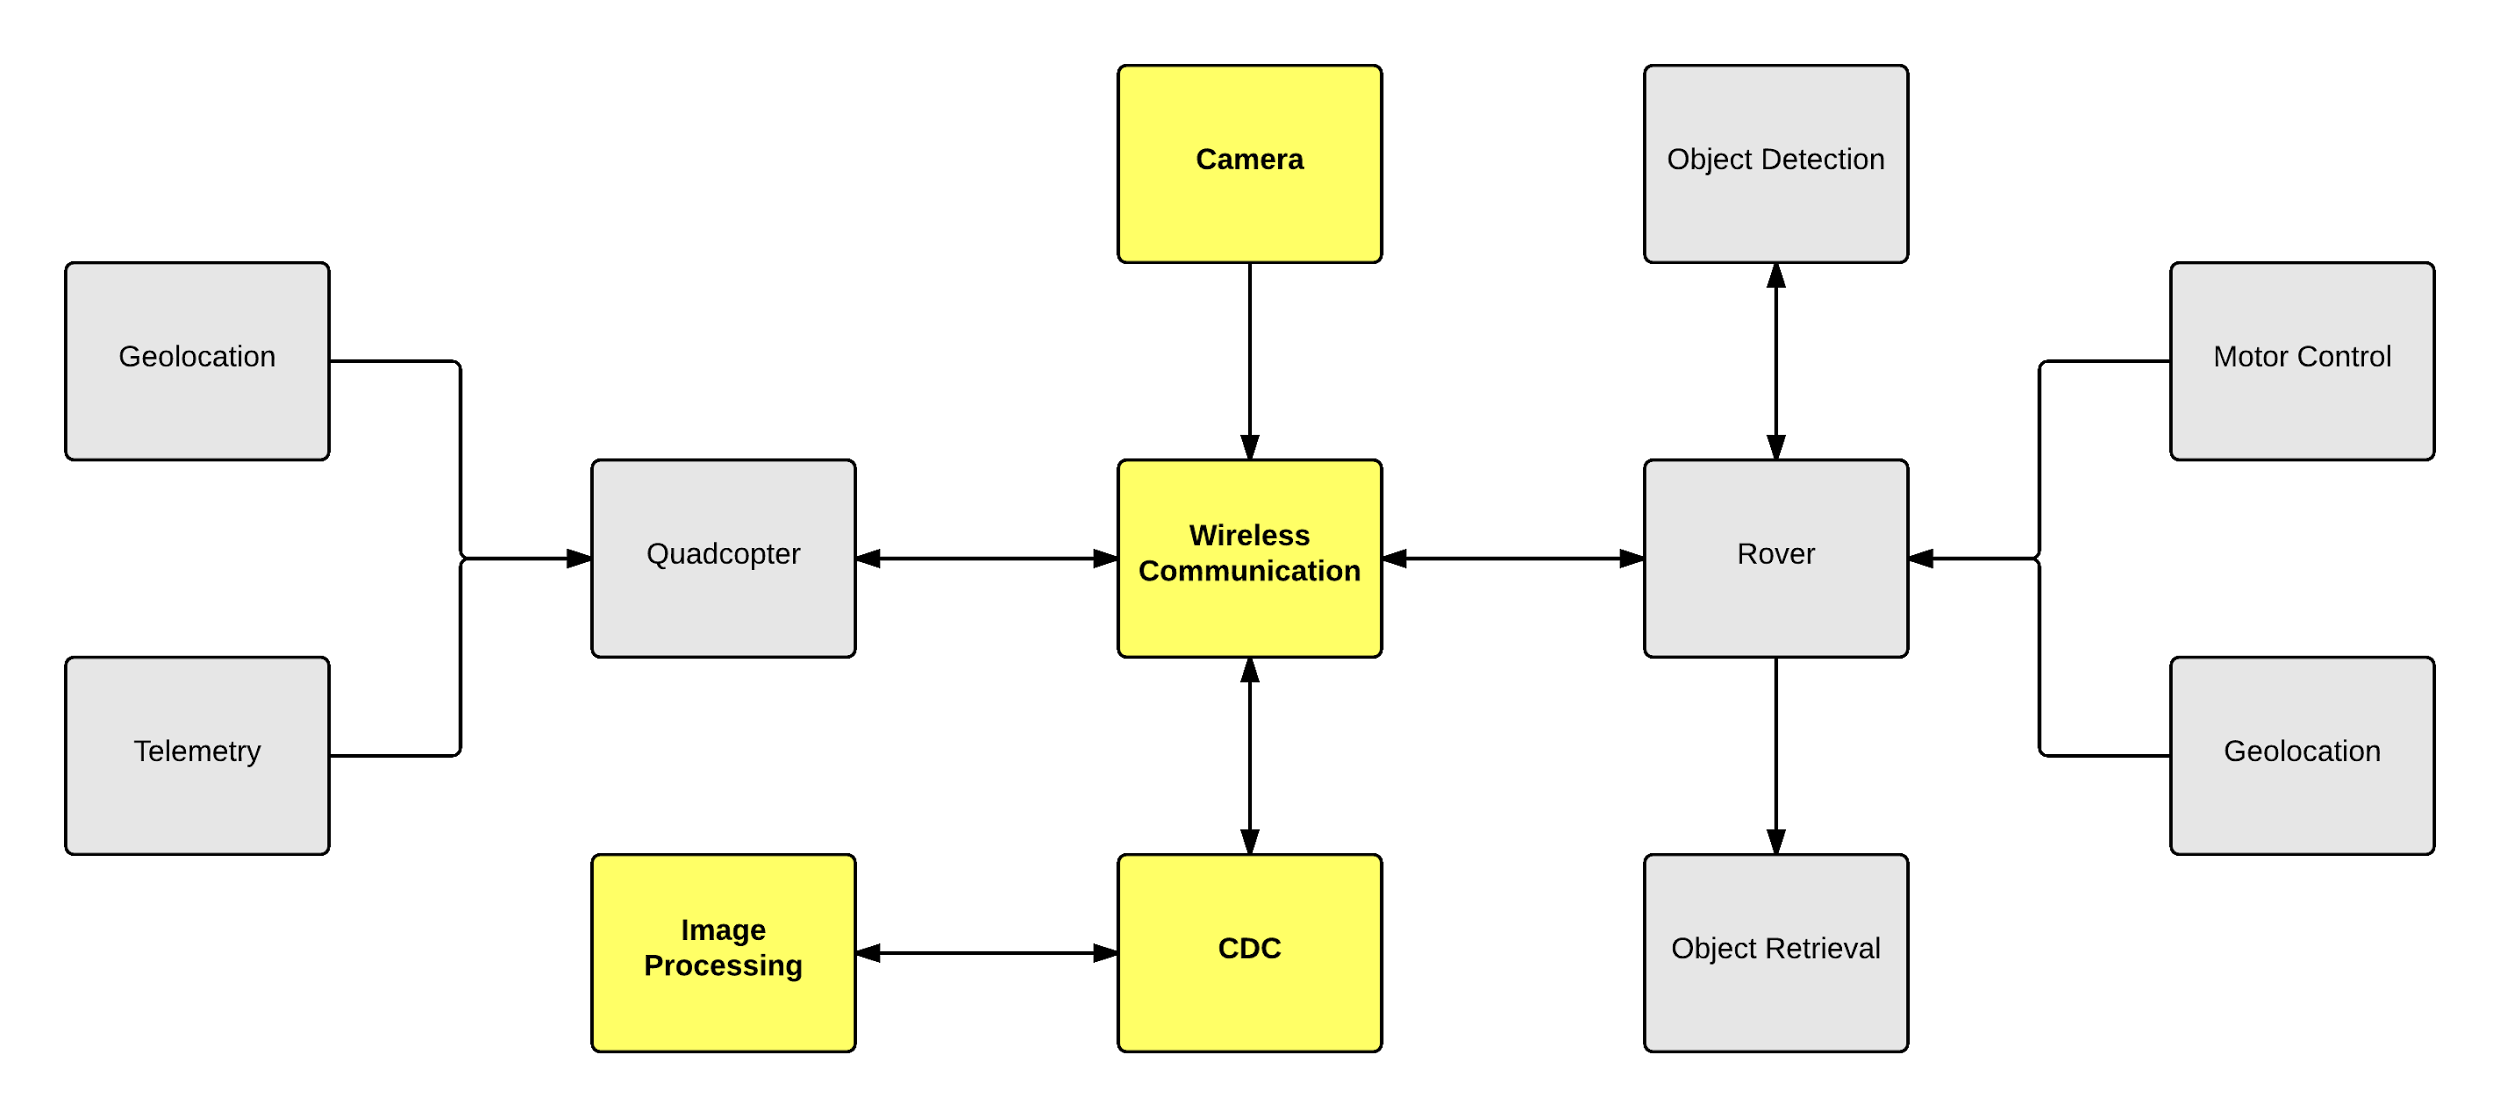 Camera
Object Detection
Geolocation
Motor Control
Quadcopter
Wireless
Communication
Rover
Telemetry
Geolocation
Image
Processing
CDC
Object Retrieval